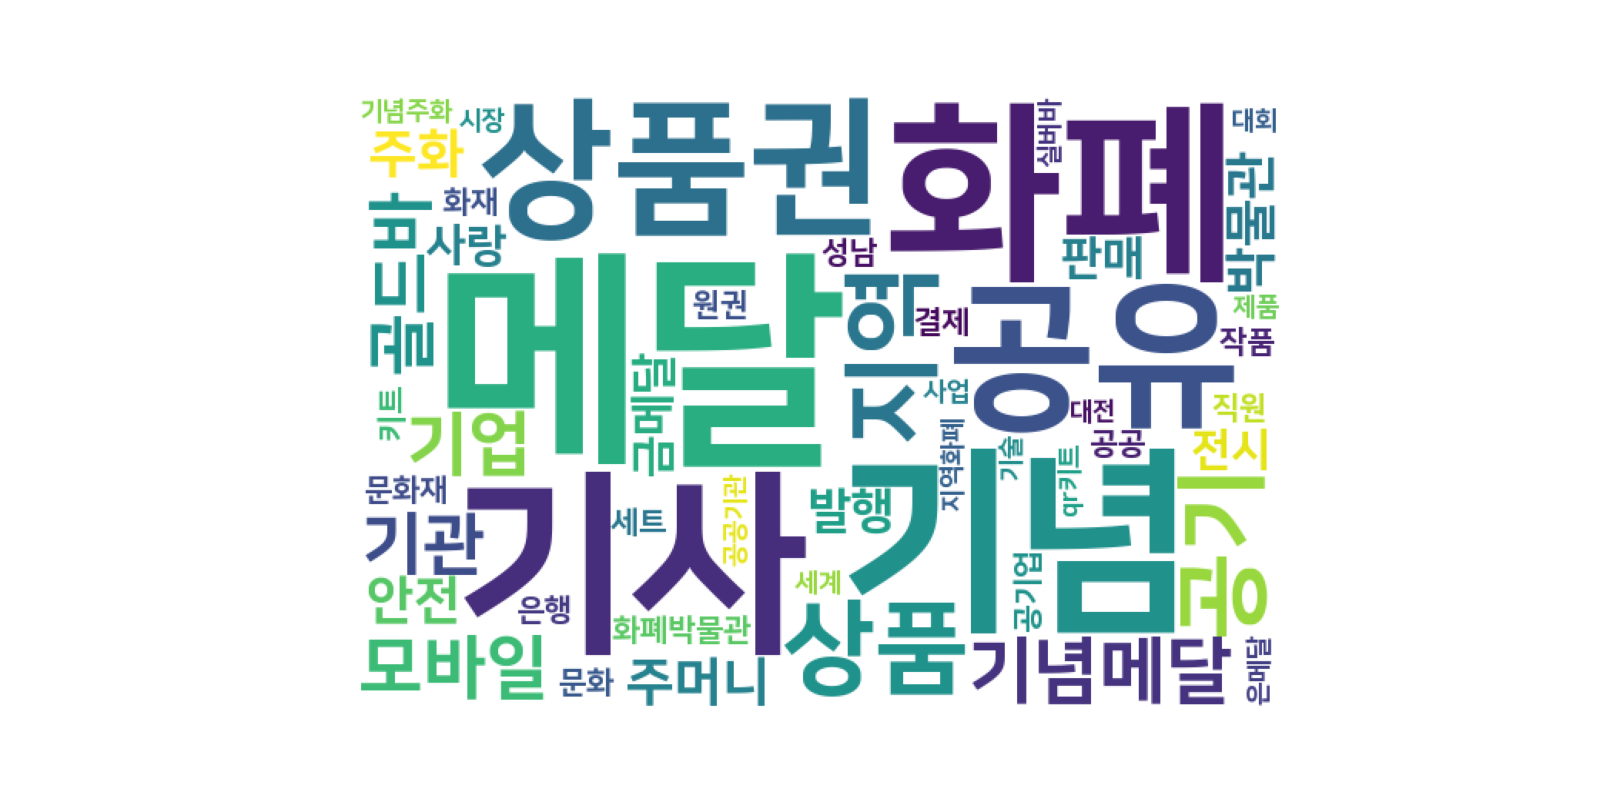 기념주화
시장
상품권
화폐
실버바
대회
주화
화재
박물관
골드바
사랑
성남
판매
메달
원권
지역
공유
제품
결제
작품
키트
금메달
사업
대전
직원
기업
지역화폐
기술
공공
전시
문화재
기사
공공기관
발행
기념
qr키트
공기
기관
세트
안전
은행
세계
공기업
화폐박물관
상품
모바일
문화
주머니
기념메달
은메달